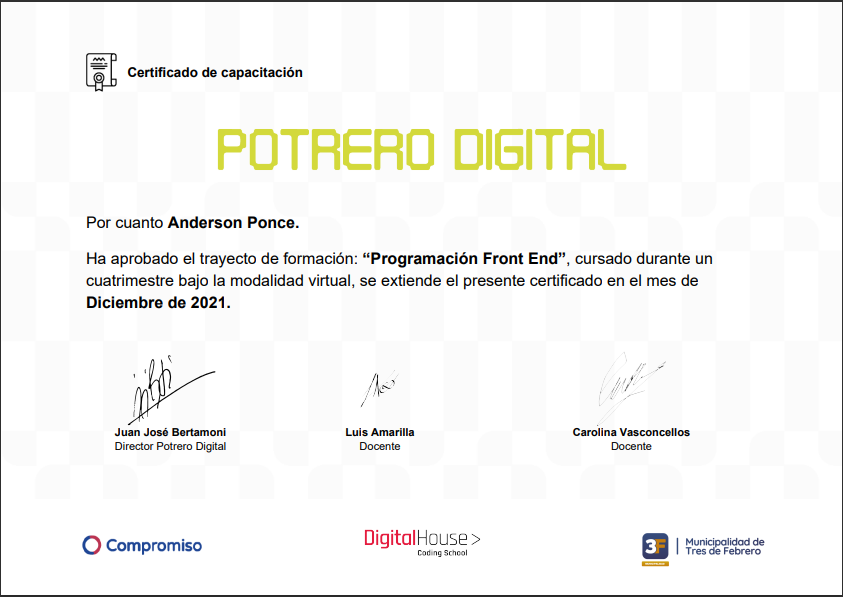 Certificado de capacitación
POTRERO DIGITAL
Por cuanto Anderson Ponce.
Ha aprobado el trayecto de formación: “Programación Front End”, cursado durante un
cuatrimestre bajo la modalidad virtual, se extiende el presente certificado en el mes de
Diciembre de 2021.
Juan José Bertamoni
Director Potrero Digital
Luis Amarilla
Docente
Carolina Vasconcellos
Docente
Compromiso
DigitalHouse>
Coding School
3F
Municipalidad de
Tres de Febrero